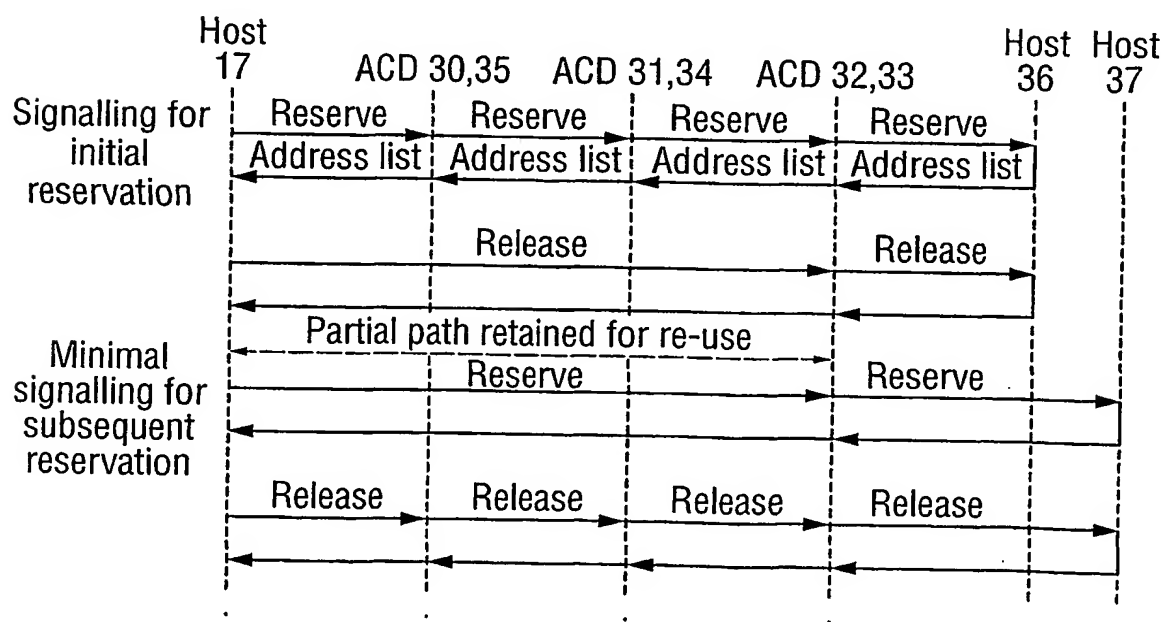 Host
17
ACD 30,35
ACD 31,34
ACD 32,33
Host
36
Host
37
Signalling for
initial
reservation
Reserve
Reserve
Reserve
Reserve
Address list
Address list
Address list
Address list
Release
Release
Partial path retained for re-use
Minimal
signalling for
subsequent
reservation
Reserve
Reserve
Release
Release
Release
Release